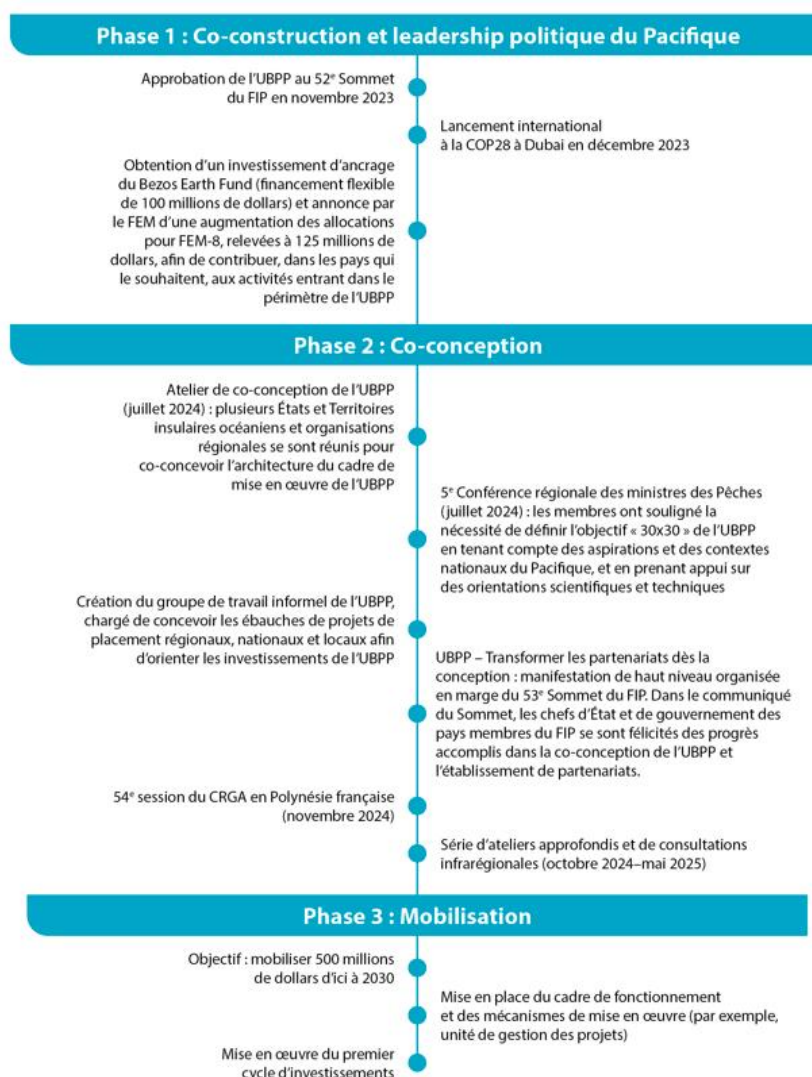 Phase 1 : Co-construction et leadership politique du Pacifique
Approbation de l'UBPP au 52e Sommet
du FIP en novembre 2023
Lancement international
à la COP28 à Dubai en décembre 2023
Obtention d'un investissement d'ancrage
du Bezos Earth Fund (financement flexible
de 100 millions de dollars) et annonce par
le FEM d'une augmentation des allocations
pour FEM-8, relevées à 125 millions de
dollars, afin de contribuer, dans les pays qui
le souhaitent, aux activités entrant dans le
périmètre de l'UBPP
Phase 2 : Co-conception
Atelier de co-conception de l'UBPP
(juillet 2024) : plusieurs États et Territoires
insulaires océaniens et organisations
régionales se sont réunis pour
co-concevoir l'architecture du cadre de
mise en œuvre de l'UBPP
5e Conférence régionale des ministres des Pêches
(juillet 2024) : les membres ont souligné la
nécessité de définir l'objectif « 30x30 » de l'UBPP
en tenant compte des aspirations et des contextes
nationaux du Pacifique, et en prenant appui sur
des orientations scientifiques et techniques
Création du groupe de travail informel de l'UBPP,
chargé de concevoir les ébauches de projets de
placement régionaux, nationaux et locaux afin
d'orienter les investissements de l'UBPP
UBPP – Transformer les partenariats dès la
conception : manifestation de haut niveau organisée
en marge du 53e Sommet du FIP. Dans le communiqué
du Sommet, les chefs d'État et de gouvernement des
pays membres du FIP se sont félicités des progrès
accomplis dans la co-conception de l'UBPP et
l'établissement de partenariats.
54e session du CRGA en Polynésie française
(novembre 2024)
Série d'ateliers approfondis et de consultations
infrarégionales (octobre 2024–mai 2025)
Phase 3 : Mobilisation
Objectif : mobiliser 500 millions
de dollars d'ici à 2030
Mise en place du cadre de fonctionnement
et des mécanismes de mise en œuvre (par exemple,
unité de gestion des projets)
Mise en œuvre du premier
cycle d'investissements